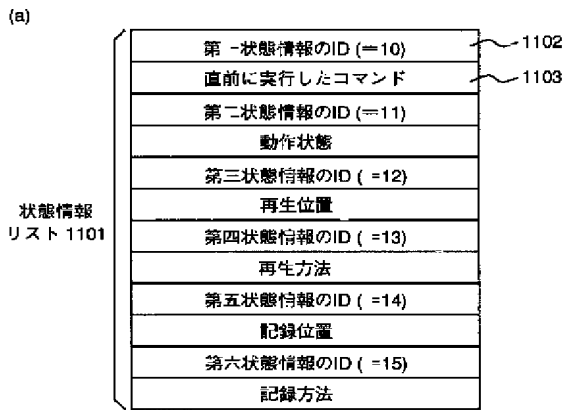 (a)
第一状態情報のID (=10)
1102
直前に実行したコマンド
1103
第二状態情報のID (=11)
動作状態
第三状態情報のID (=12)
再生位置
状態情報
リスト 1101
第四状態情報のID (=13)
再生方法
第五状態情報のID (=14)
記録位置
第六状態情報のID (=15)
記録方法